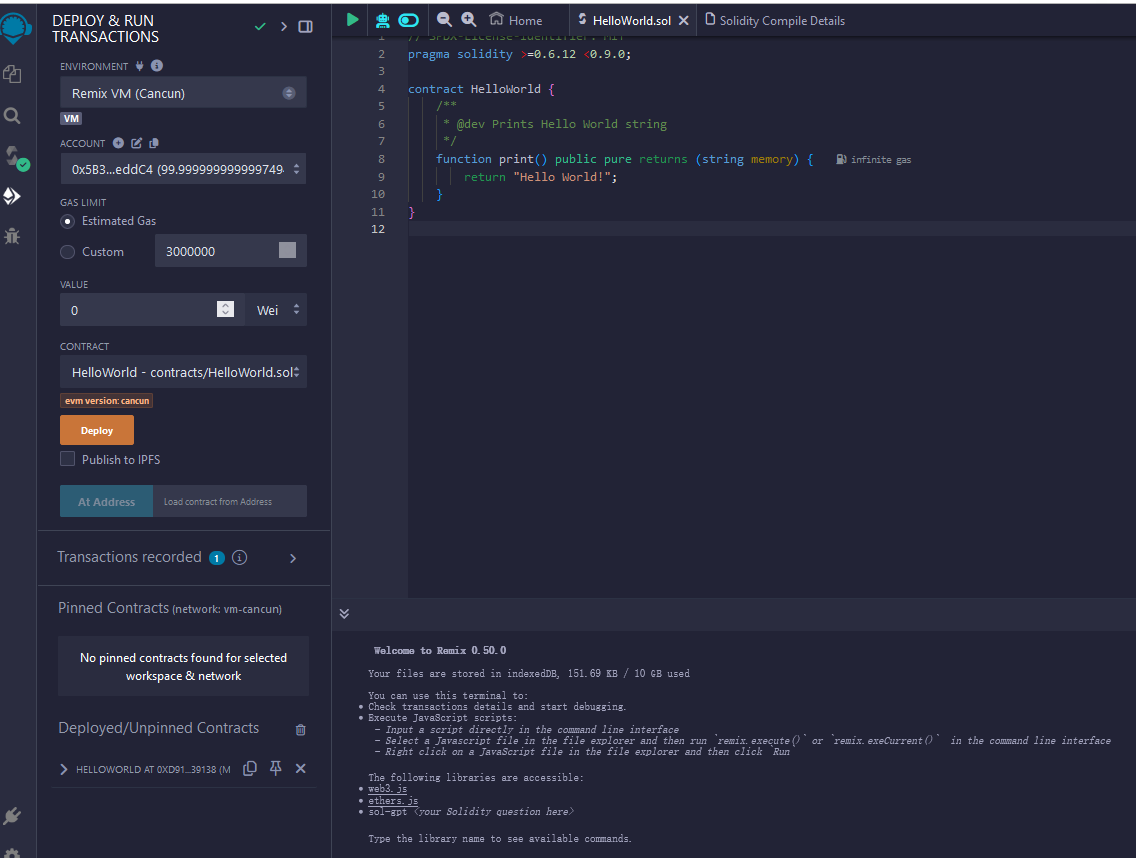 DEPLOY & RUN
TRANSACTIONS
ENVIRONMENT
Remix VM (Cancun)
VM
ACCOUNT
0x5B3...eddC4 (99.9999999999999749
GAS LIMIT
Estimated Gas
Custom
3000000
VALUE
0
Wei
CONTRACT
HelloWorld - contracts/HelloWorld.sol
evm version: cancun
Deploy
Publish to IPFS
At Address
Load contract from Address
Transactions recorded 1
Pinned Contracts (network: vm-cancun)
No pinned contracts found for selected
workspace & network
Deployed/Unpinned Contracts
HELLOWORLD AT 0XD91...39138 (M
Home
HelloWorld.sol
Solidity Compile Details
1 // SPDX-License-Identifier: MIT
2 pragma solidity >=0.6.12 <0.9.0;
3
4 contract HelloWorld {
5 /**
6 * @dev Prints Hello World string
7 */
8 function print() public pure returns (string memory) { infinite gas
9 return "Hello World!";
10 }
11 }
12
Welcome to Remix 0.50.0
Your files are stored in indexedDB, 151.69 KB / 10 GB used
You can use this terminal to:
• Check transactions details and start debugging.
• Execute JavaScript scripts:
- Input a script directly in the command line interface
- Select a Javascript file in the file explorer and then run `remix.execute()` or `remix.exeCurrent()` in the command line interface
- Right click on a JavaScript file in the file explorer and then click `Run`
The following libraries are accessible:
• web3.js
• ethers.js
• sol-gpt <your Solidity question here>
Type the library name to see available commands.